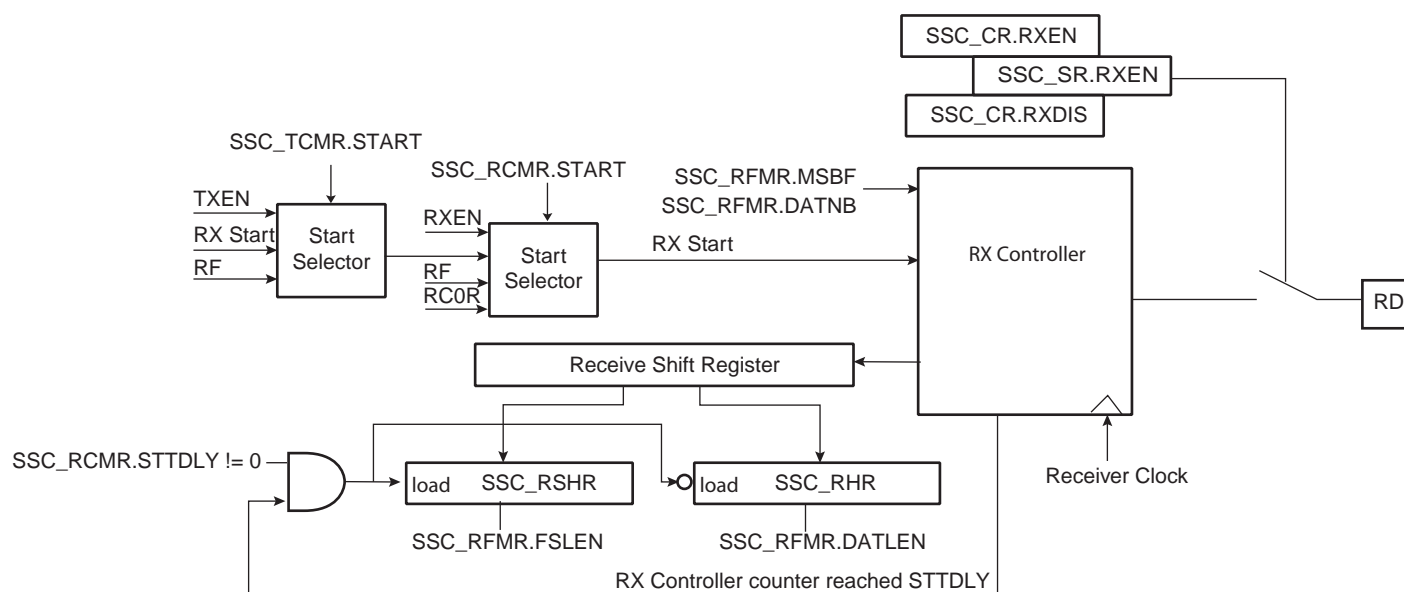 SSC_CR.RXEN
SSC_SR.RXEN
SSC_CR.RXDIS
SSC_TCMR.START
SSC_RCMR.START
SSC_RFMR.MSBF
SSC_RFMR.DATNB
TXEN
RX Start
RF
Start
Selector
RXEN
RF
RC0R
Start
Selector
RX Start
RX Controller
RD
Receive Shift Register
SSC_RCMR.STTDLY != 0
load
SSC_RSHR
load
SSC_RHR
Receiver Clock
SSC_RFMR.FSLEN
SSC_RFMR.DATLEN
RX Controller counter reached STTDLY